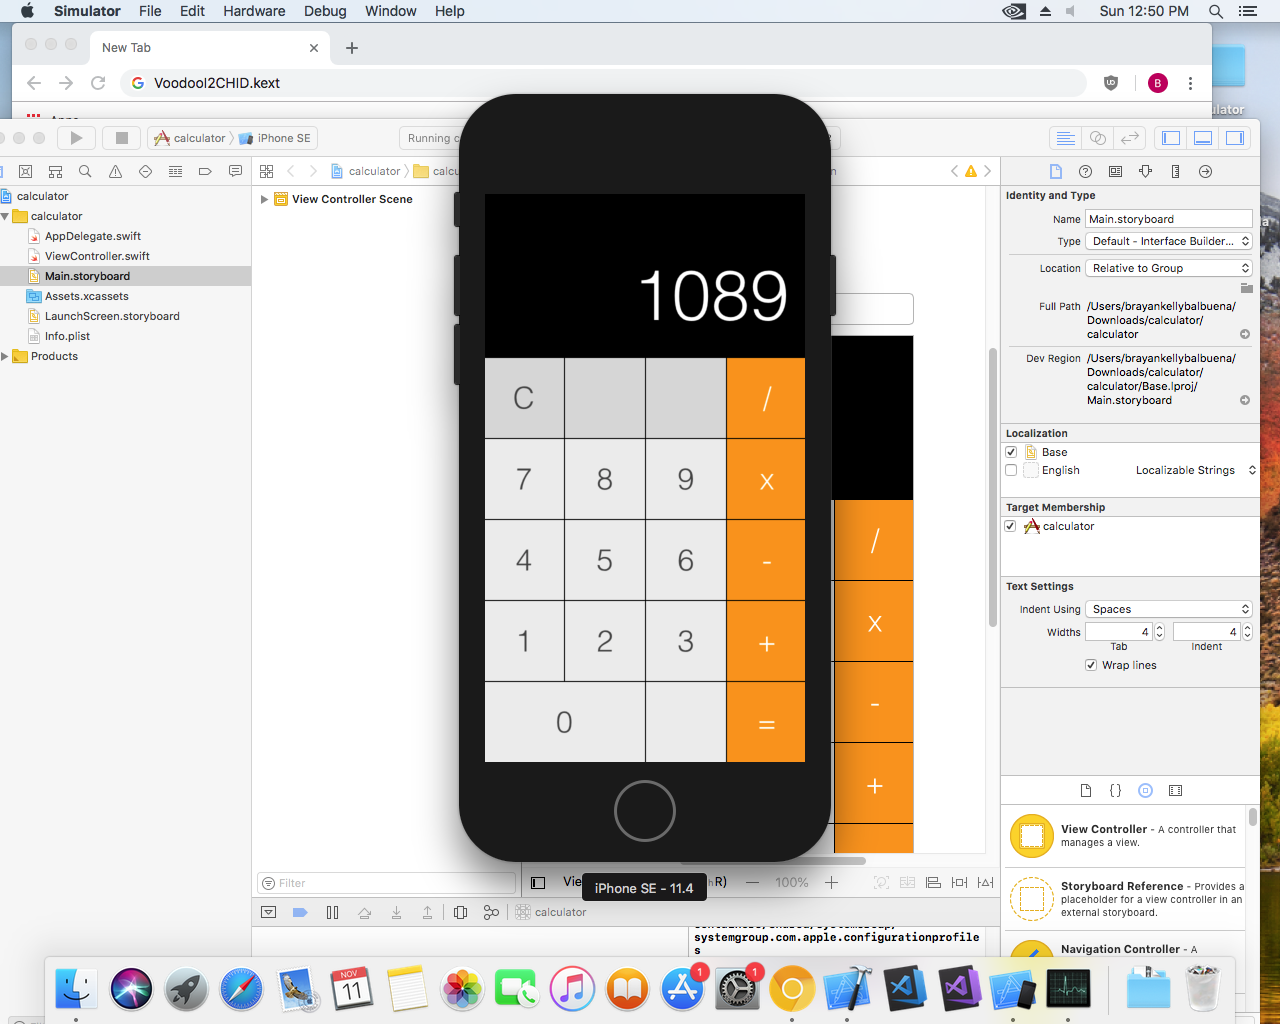 Simulator File Edit Hardware Debug Window Help Sun 12:50 PM
New Tab
VoodooI2CHID.kext
B
calculator iPhone SE Running
calculator
Identity and Type
calculator
View Controller Scene
Name Main.storyboard
calculator
Type Default - Interface Builder...
AppDelegate.swift
ViewController.swift
Location Relative to Group
Main.storyboard
Assets.xcassets
Full Path /Users/brayankellybalbuena/
LaunchScreen.storyboard
Downloads/calculator/
Info.plist
calculator
Products
Dev Region /Users/brayankellybalbuena/
Downloads/calculator/
calculator/Base.lproj/
Main.storyboard
1089
C /
7 8 9 x
4 5 6 -
1 2 3 +
0 =
/
x
-
+
Localization
Base
English Localizable Strings
Target Membership
calculator
Text Settings
Indent Using Spaces
Widths 4 4
Tab Indent
Wrap lines
View Controller - A controller that
manages a view.
Storyboard Reference - Provides a
placeholder for a view controller in an
external storyboard.
Navigation Controller - A
Filter
100%
iPhone SE - 11.4
calculator
systemgroup.com.apple.configurationprofile
s
NOV
11
1
1